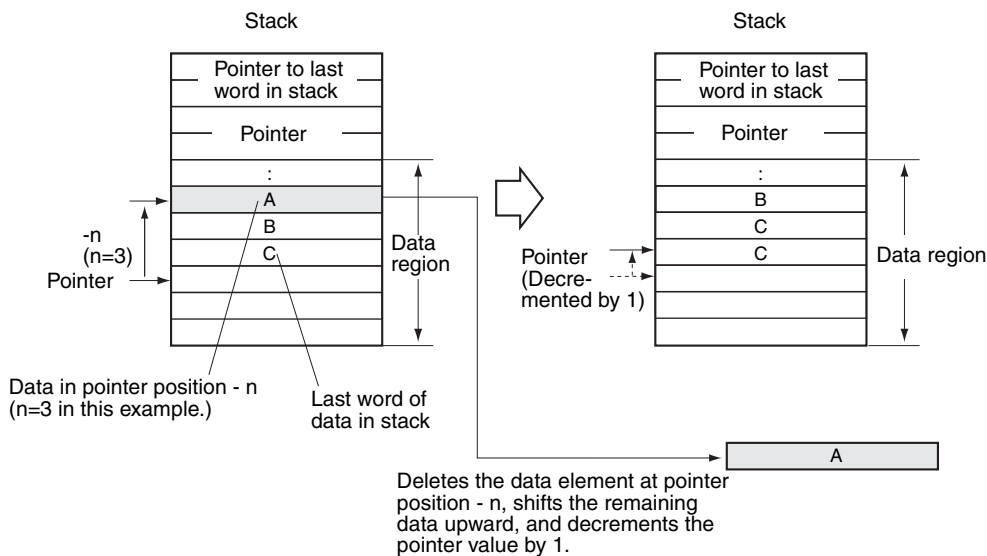 Stack
Pointer to last
word in stack
Pointer
:
A
B
C
-n
(n=3)
Pointer
Data
region
Data in pointer position - n
(n=3 in this example.)
Last word of
data in stack
Stack
Pointer to last
word in stack
Pointer
:
B
C
C
Pointer
(Decre-
mented by 1)
Data region
A
Deletes the data element at pointer
position - n, shifts the remaining
data upward, and decrements the
pointer value by 1.